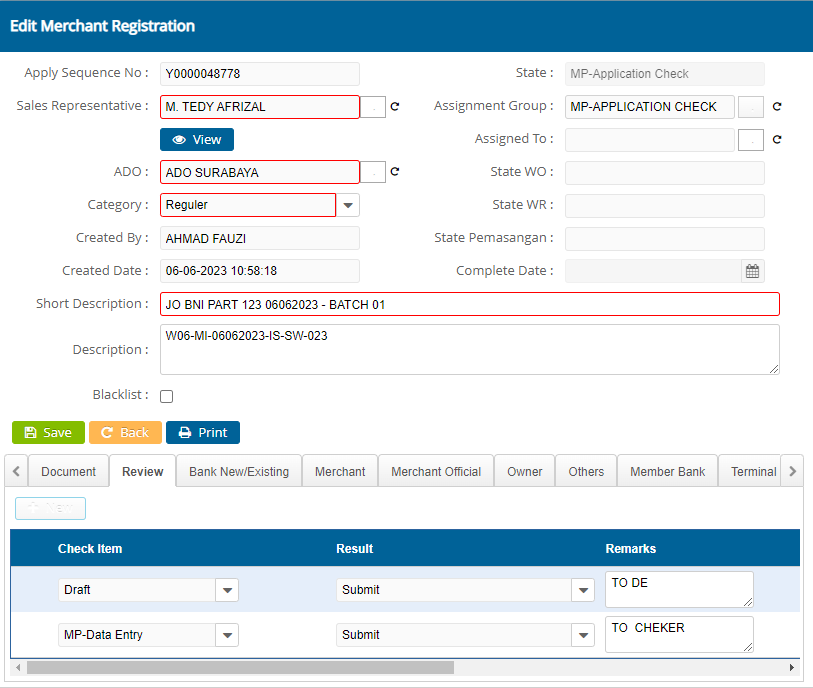 Edit Merchant Registration
Apply Sequence No : Y0000048778 State : MP-Application Check
Sales Representative : M. TEDY AFRIZAL . Assignment Group : MP-APPLICATION CHECK .
View Assigned To : .
ADO : ADO SURABAYA . State WO :
Category : Reguler State WR :
Created By : AHMAD FAUZI State Pemasangan :
Created Date : 06-06-2023 10:58:18 Complete Date :
Short Description : JO BNI PART 123 06062023 - BATCH 01
Description : W06-MI-06062023-IS-SW-023
Blacklist :
Save Back Print
Document Review Bank New/Existing Merchant Merchant Official Owner Others Member Bank Terminal
+ New
Check Item Result Remarks
Draft Submit TO DE
MP-Data Entry Submit TO CHEKER